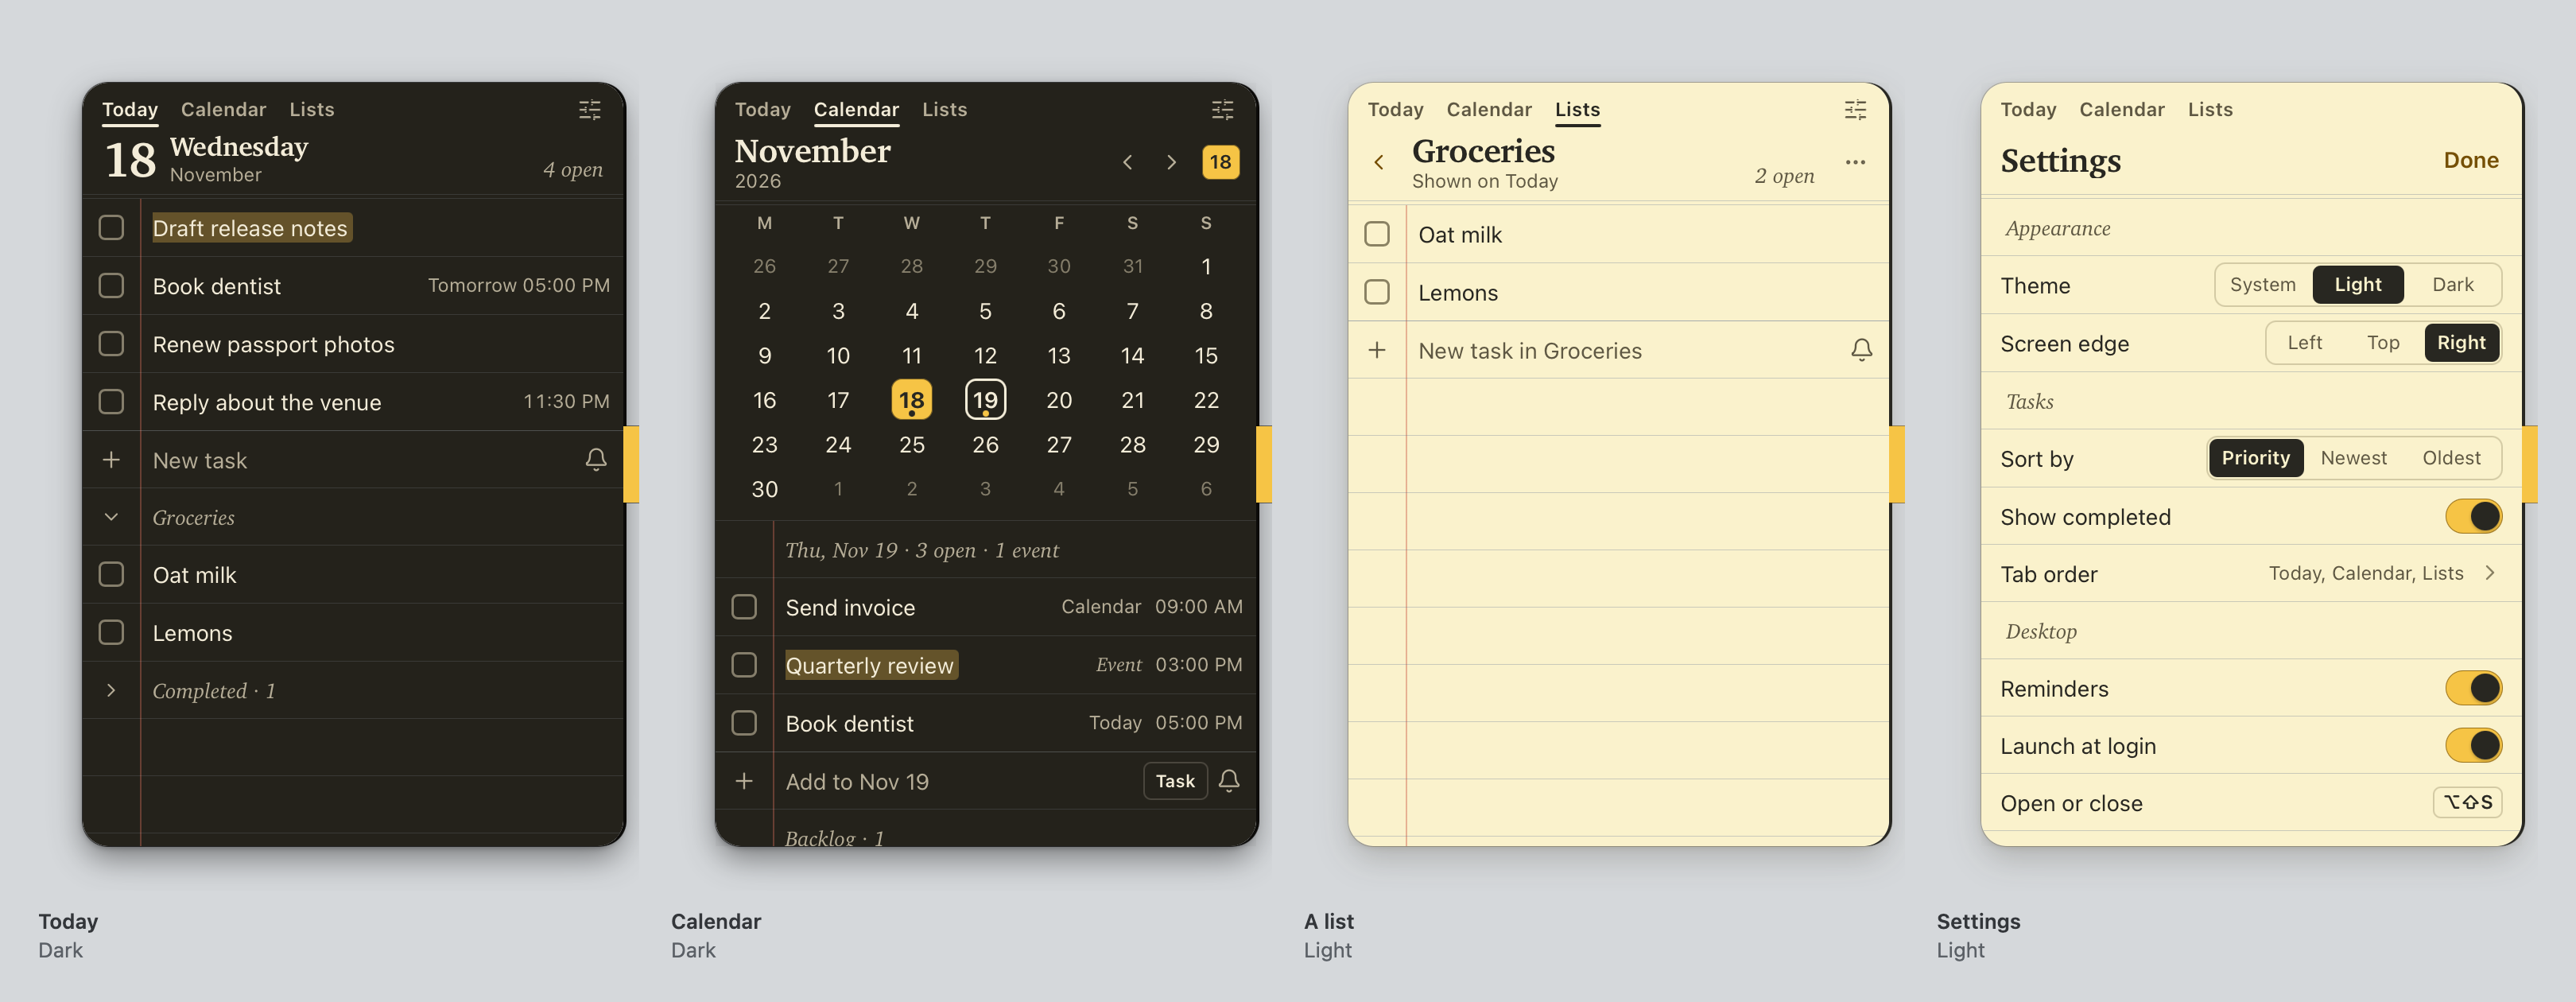 Today Calendar Lists
18 Wednesday
November
4 open
Draft release notes
Book dentist Tomorrow 05:00 PM
Renew passport photos
Reply about the venue 11:30 PM
New task
Groceries
Oat milk
Lemons
Completed · 1
Today
Dark
Today Calendar Lists
November
2026
18
M T W T F S S
26 27 28 29 30 31 1
2 3 4 5 6 7 8
9 10 11 12 13 14 15
16 17 18 19 20 21 22
23 24 25 26 27 28 29
30 1 2 3 4 5 6
Thu, Nov 19 · 3 open · 1 event
Send invoice Calendar 09:00 AM
Quarterly review Event 03:00 PM
Book dentist Today 05:00 PM
Add to Nov 19 Task
Backlog · 1
Calendar
Dark
Today Calendar Lists
Groceries
Shown on Today
2 open
Oat milk
Lemons
New task in Groceries
A list
Light
Today Calendar Lists
Settings Done
Appearance
Theme System Light Dark
Screen edge Left Top Right
Tasks
Sort by Priority Newest Oldest
Show completed
Tab order Today, Calendar, Lists
Desktop
Reminders
Launch at login
Open or close ⌥⇧S
Settings
Light